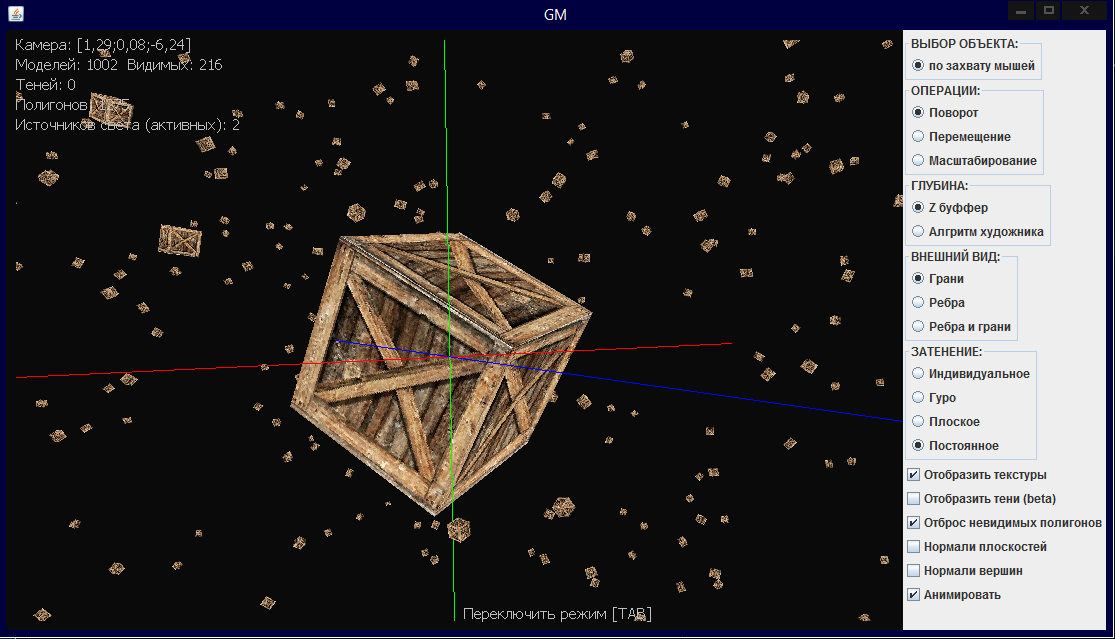 GM
Камера: [1,29;0,08;-6,24]
Моделей: 1002 Видимых: 216
Теней: 0
Полигонов:
Источников света (активных): 2
Переключить режим [TAB]
ВЫБОР ОБЪЕКТА:
по захвату мышей
ОПЕРАЦИИ:
Поворот
Перемещение
Масштабирование
ГЛУБИНА:
Z буффер
Алгритм художника
ВНЕШНИЙ ВИД:
Грани
Ребра
Ребра и грани
ЗАТЕНЕНИЕ:
Индивидуальное
Гуро
Плоское
Постоянное
Отобразить текстуры
Отобразить тени (beta)
Отброс невидимых полигонов
Нормали плоскостей
Нормали вершин
Анимировать